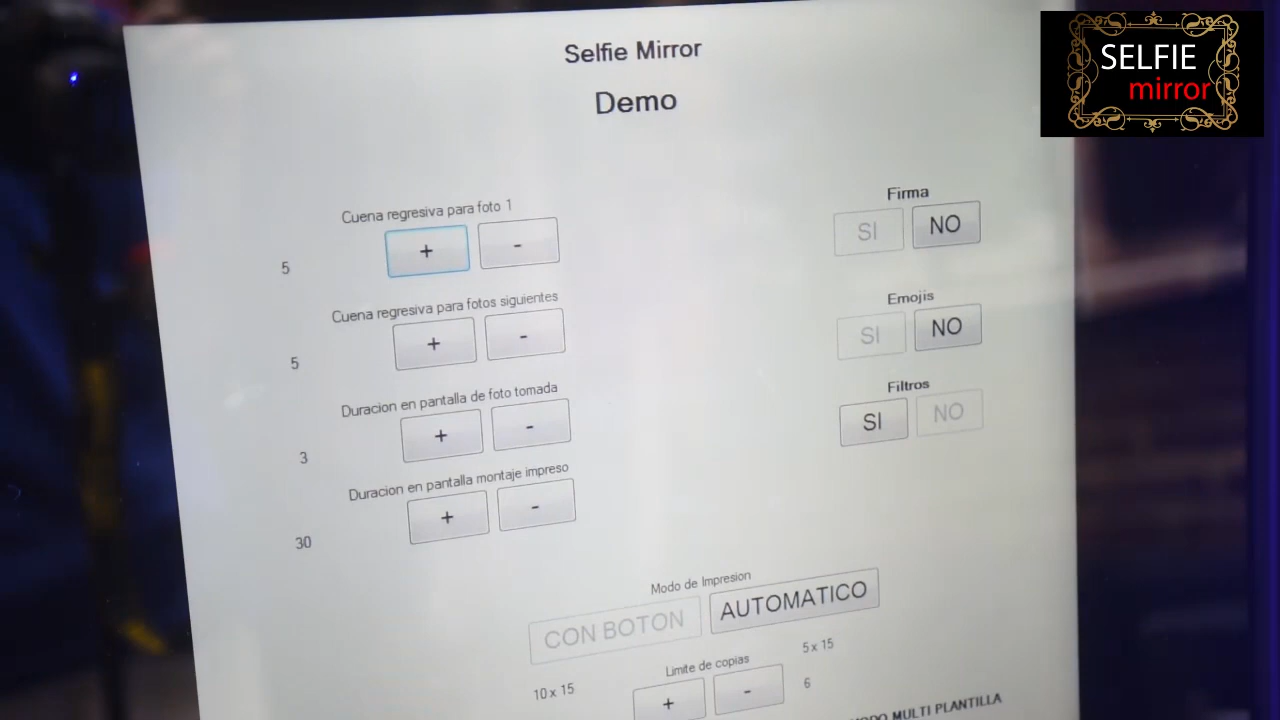 Selfie Mirror
Demo
SELFIE
mirror
Cuena regresiva para foto 1
+ -
5
Cuena regresiva para fotos siguientes
+ -
5
Duracion en pantalla de foto tomada
+ -
3
Duracion en pantalla montaje impreso
+ -
30
Firma
SI NO
Emojis
SI NO
Filtros
SI NO
Modo de Impresion
CON BOTON AUTOMATICO
Limite de copias
10 x 15
+ -
5 x 15
6
MULTI PLANTILLA